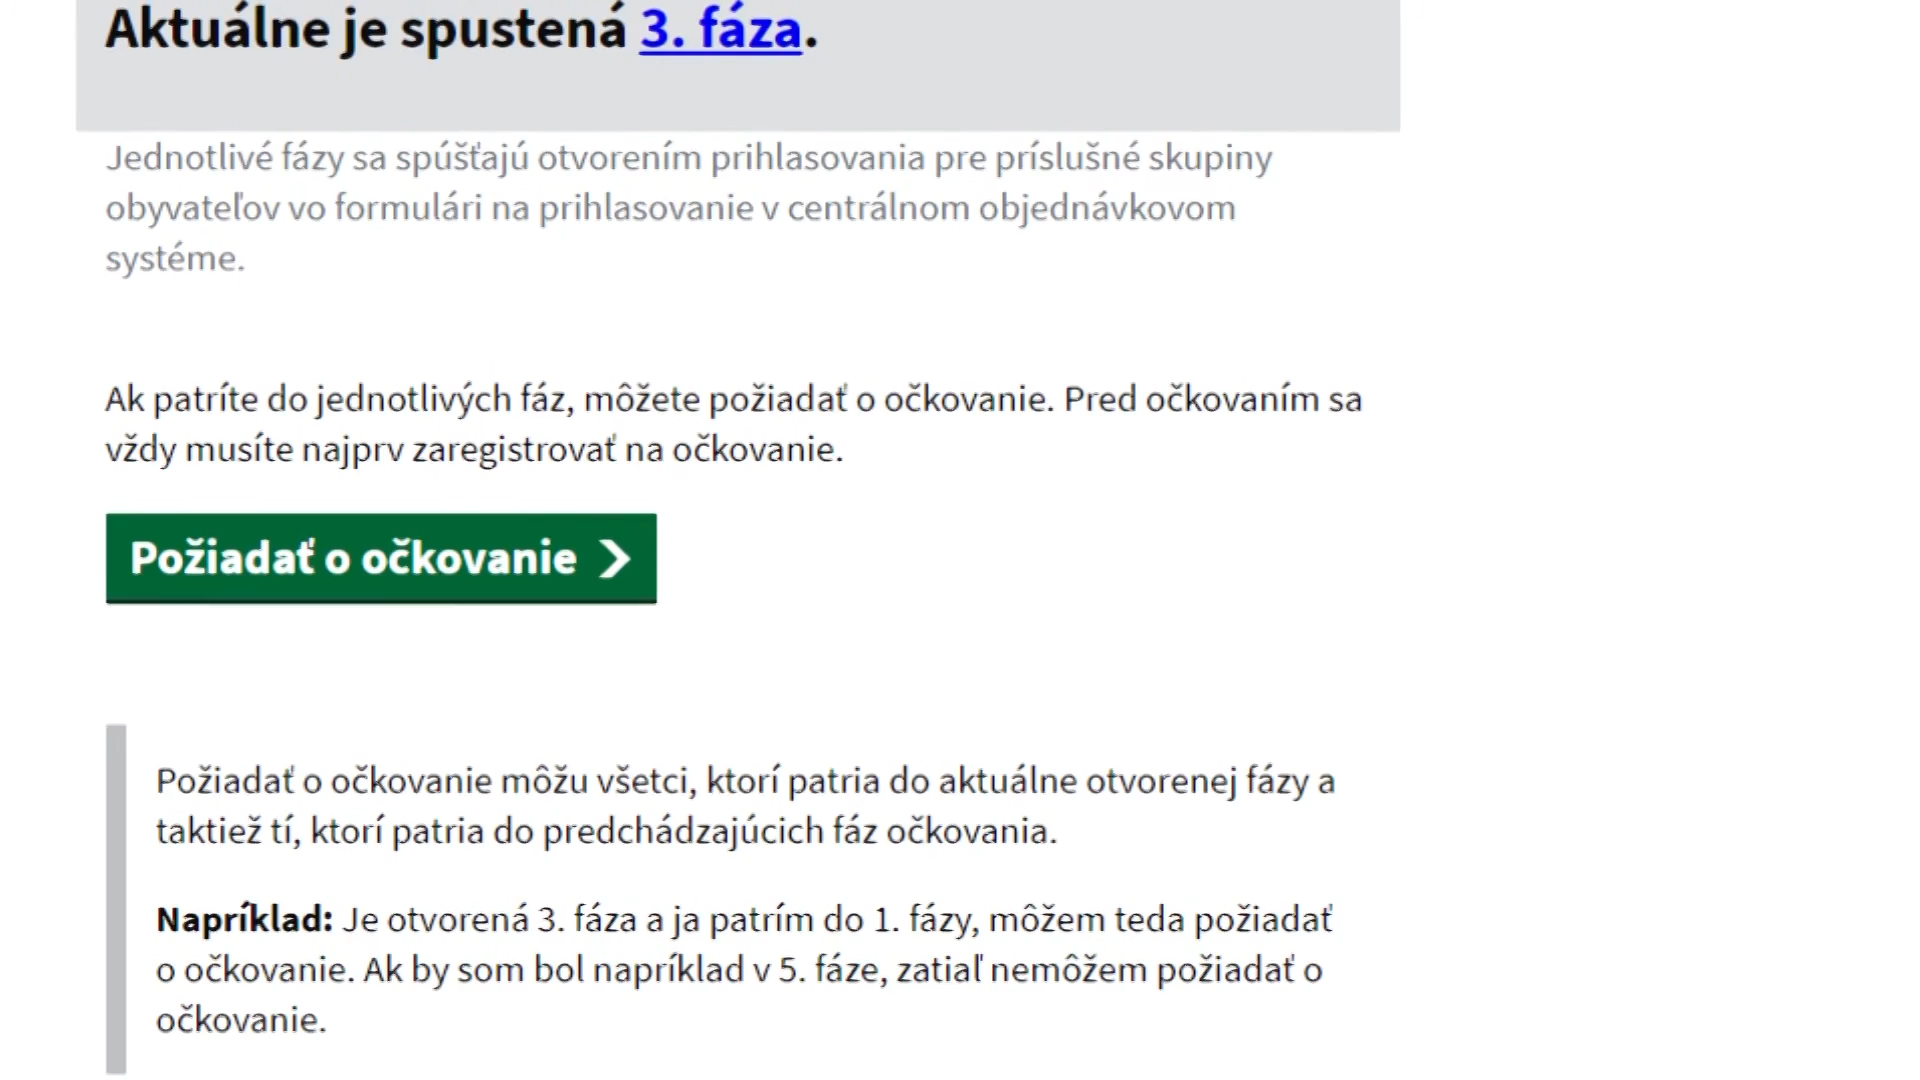 Aktuálne je spustená 3. fáza.
Jednotlivé fázy sa spúšťajú otvorením prihlasovania pre príslušné skupiny
obyvateľov vo formulári na prihlasovanie v centrálnom objednávkovom
systéme.
Ak patríte do jednotlivých fáz, môžete požiadať o očkovanie. Pred očkovaním sa
vždy musíte najprv zaregistrovať na očkovanie.
Požiadať o očkovanie
Požiadať o očkovanie môžu všetci, ktorí patria do aktuálne otvorenej fázy a
taktiež tí, ktorí patria do predchádzajúcich fáz očkovania.
Napríklad: Je otvorená 3. fáza a ja patrím do 1. fázy, môžem teda požiadať
o očkovanie. Ak by som bol napríklad v 5. fáze, zatiaľ nemôžem požiadať o
očkovanie.